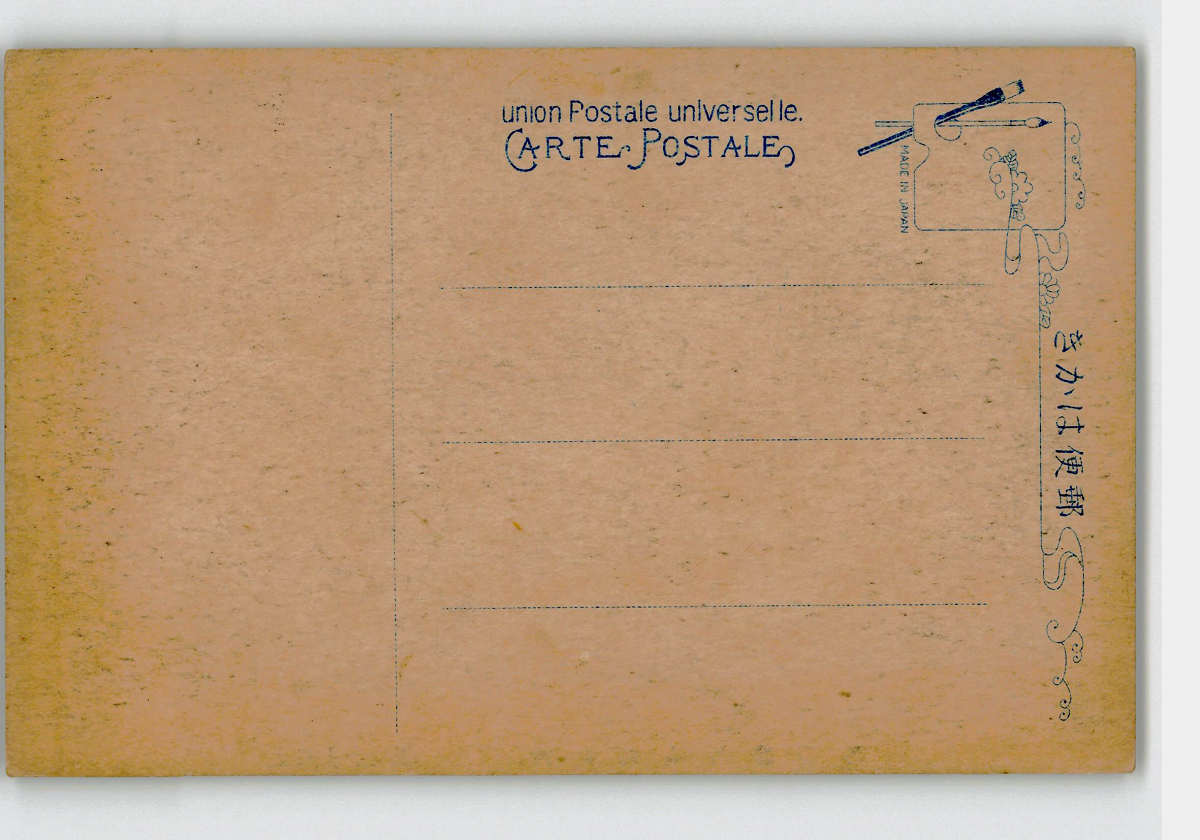 union Postale universelle.
CARTE POSTALE
MADE IN JAPAN
きかは便郵